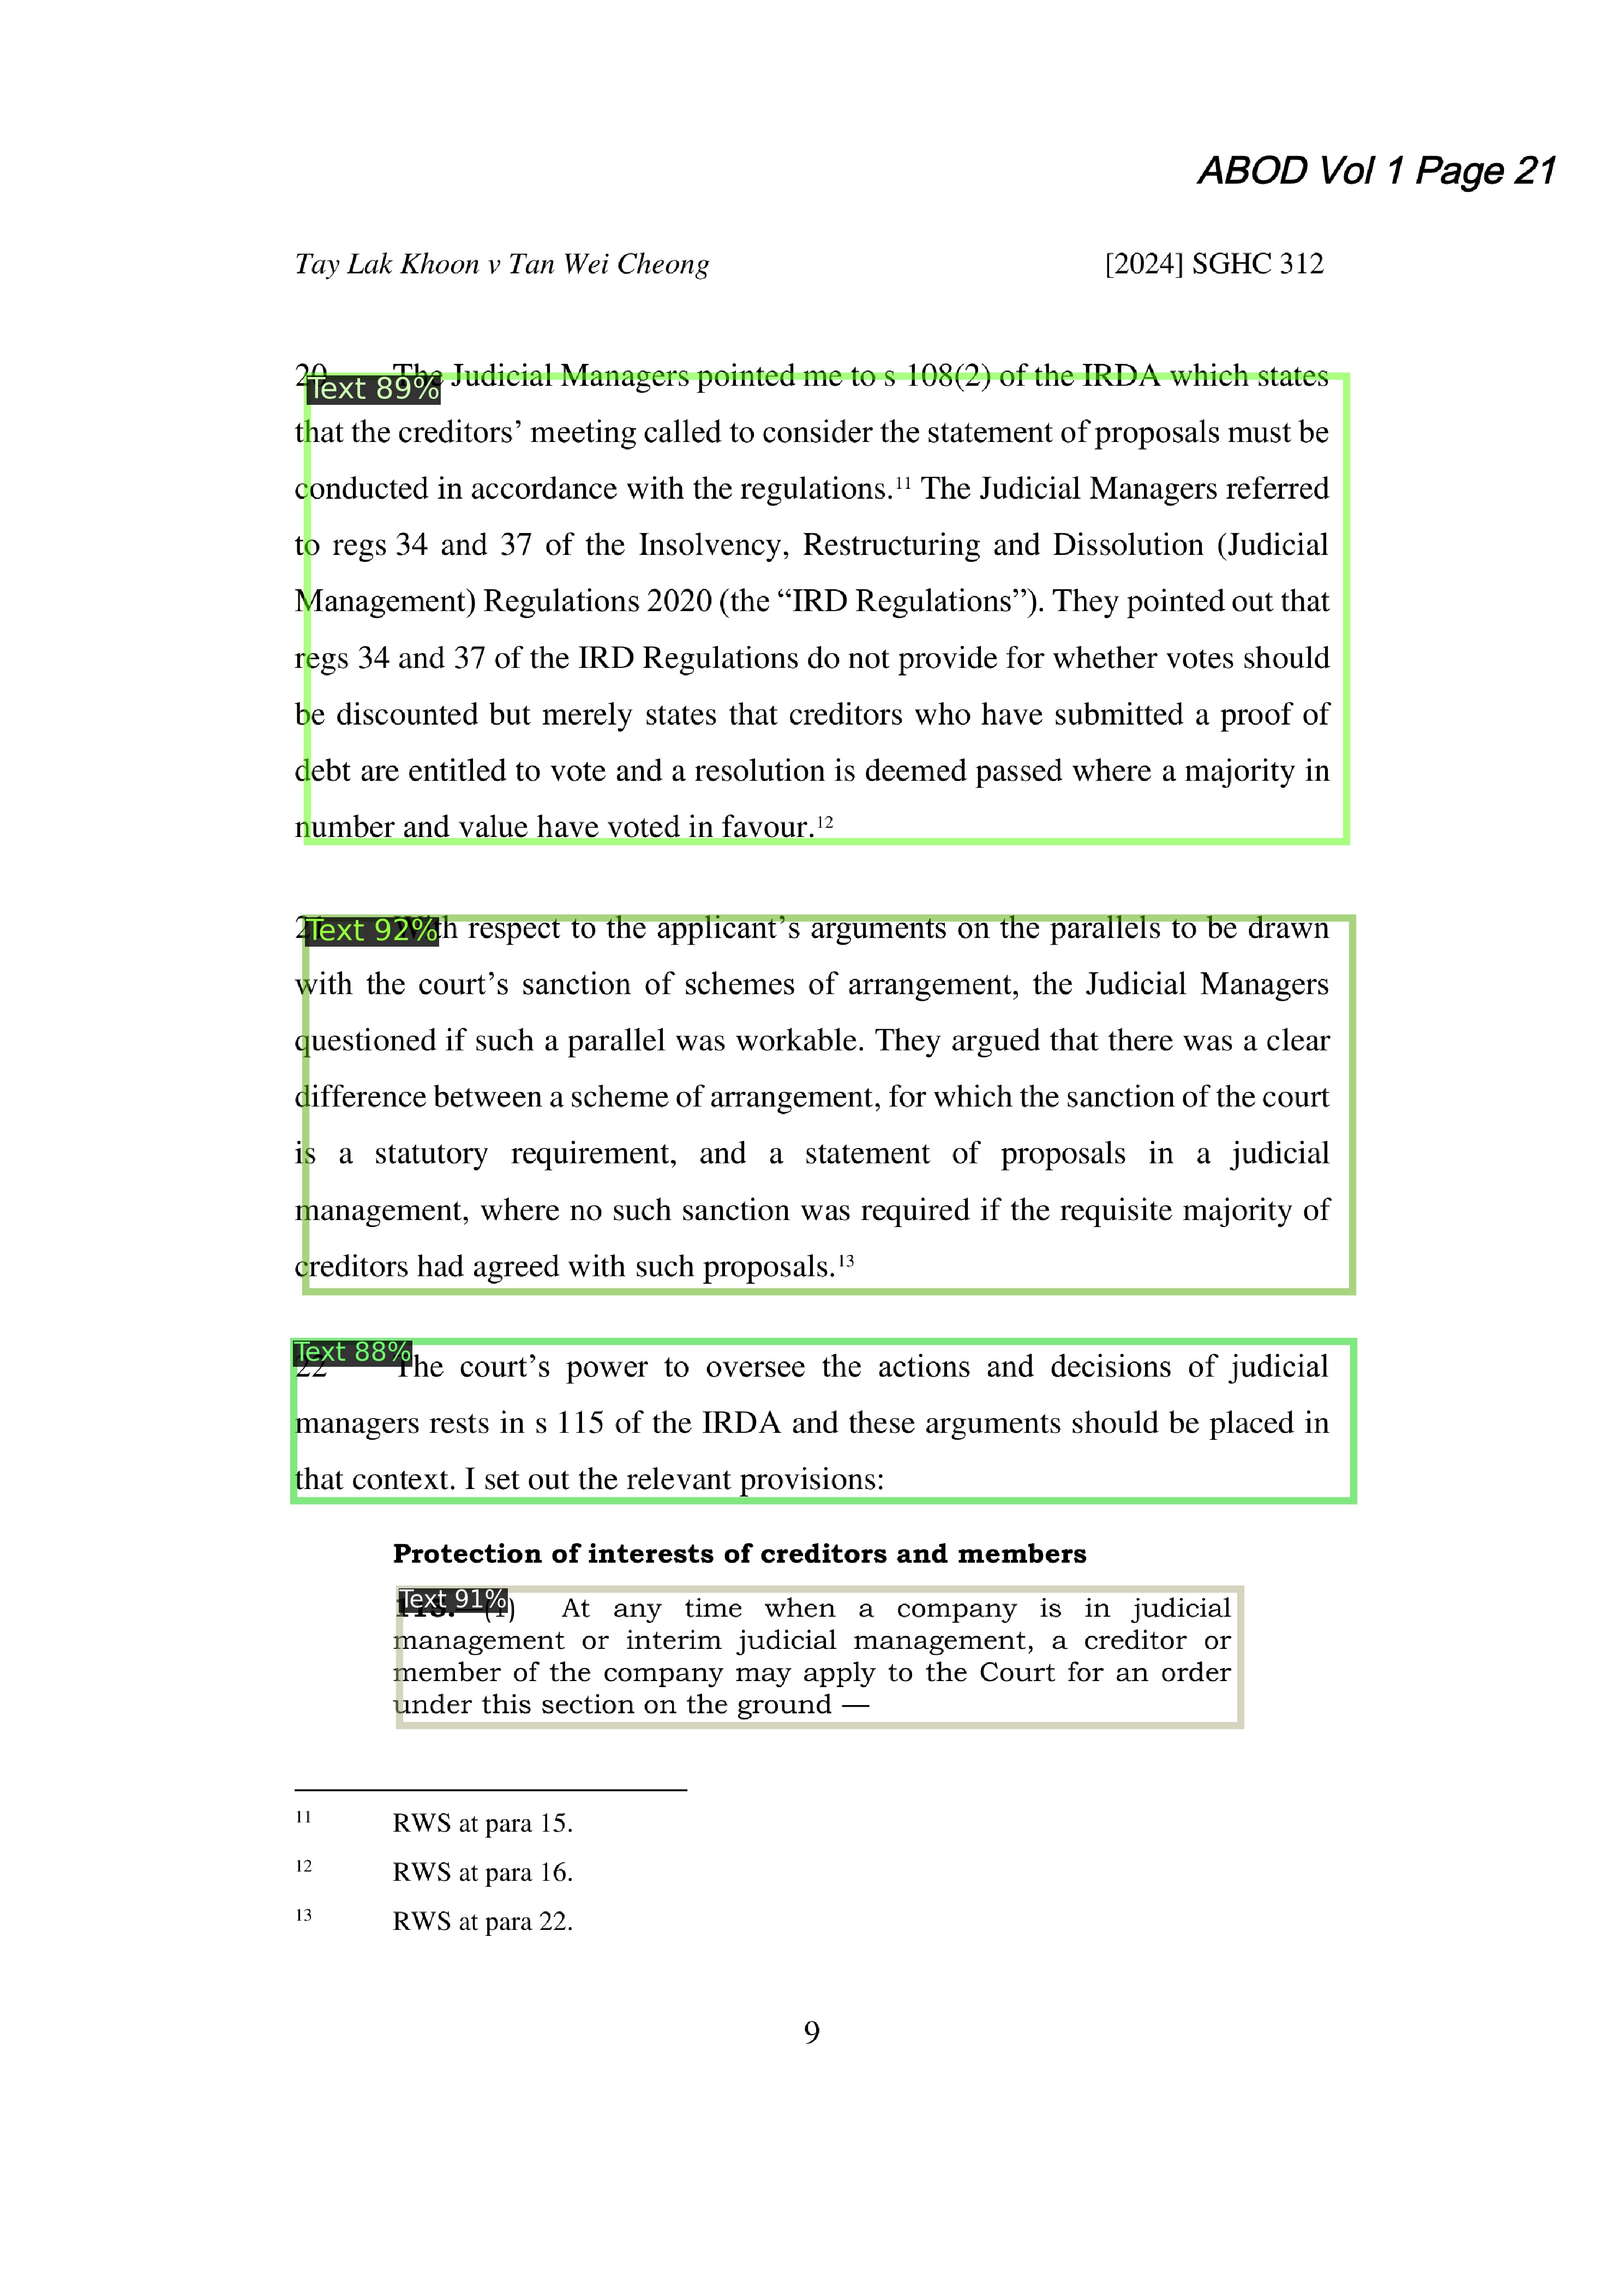 ABOD Vol 1 Page 21
Tay Lak Khoon v Tan Wei Cheong [2024] SGHC 312
20 The Judicial Managers pointed me to s 108(2) of the IRDA which states
Text 89%
that the creditors’ meeting called to consider the statement of proposals must be
conducted in accordance with the regulations.11 The Judicial Managers referred
to regs 34 and 37 of the Insolvency, Restructuring and Dissolution (Judicial
Management) Regulations 2020 (the “IRD Regulations”). They pointed out that
regs 34 and 37 of the IRD Regulations do not provide for whether votes should
be discounted but merely states that creditors who have submitted a proof of
debt are entitled to vote and a resolution is deemed passed where a majority in
number and value have voted in favour.12
Text 92%
With respect to the applicant’s arguments on the parallels to be drawn
with the court’s sanction of schemes of arrangement, the Judicial Managers
questioned if such a parallel was workable. They argued that there was a clear
difference between a scheme of arrangement, for which the sanction of the court
is a statutory requirement, and a statement of proposals in a judicial
management, where no such sanction was required if the requisite majority of
creditors had agreed with such proposals.13
Text 88%
22 The court’s power to oversee the actions and decisions of judicial
managers rests in s 115 of the IRDA and these arguments should be placed in
that context. I set out the relevant provisions:
Protection of interests of creditors and members
Text 91%
115.—(1) At any time when a company is in judicial
management or interim judicial management, a creditor or
member of the company may apply to the Court for an order
under this section on the ground —
11 RWS at para 15.
12 RWS at para 16.
13 RWS at para 22.
9